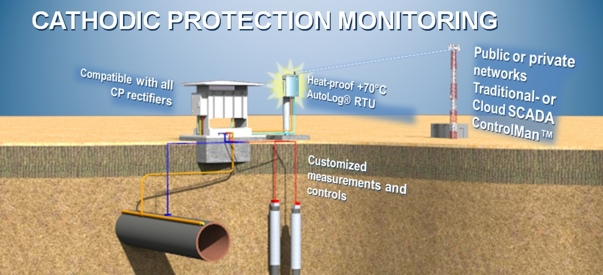 CATHODIC PROTECTION MONITORING
Compatible with all
CP rectifiers
Heat-proof +70°C
AutoLog® RTU
Public or private
networks
Traditional- or
Cloud SCADA
ControlMan™
Customized
measurements and
controls